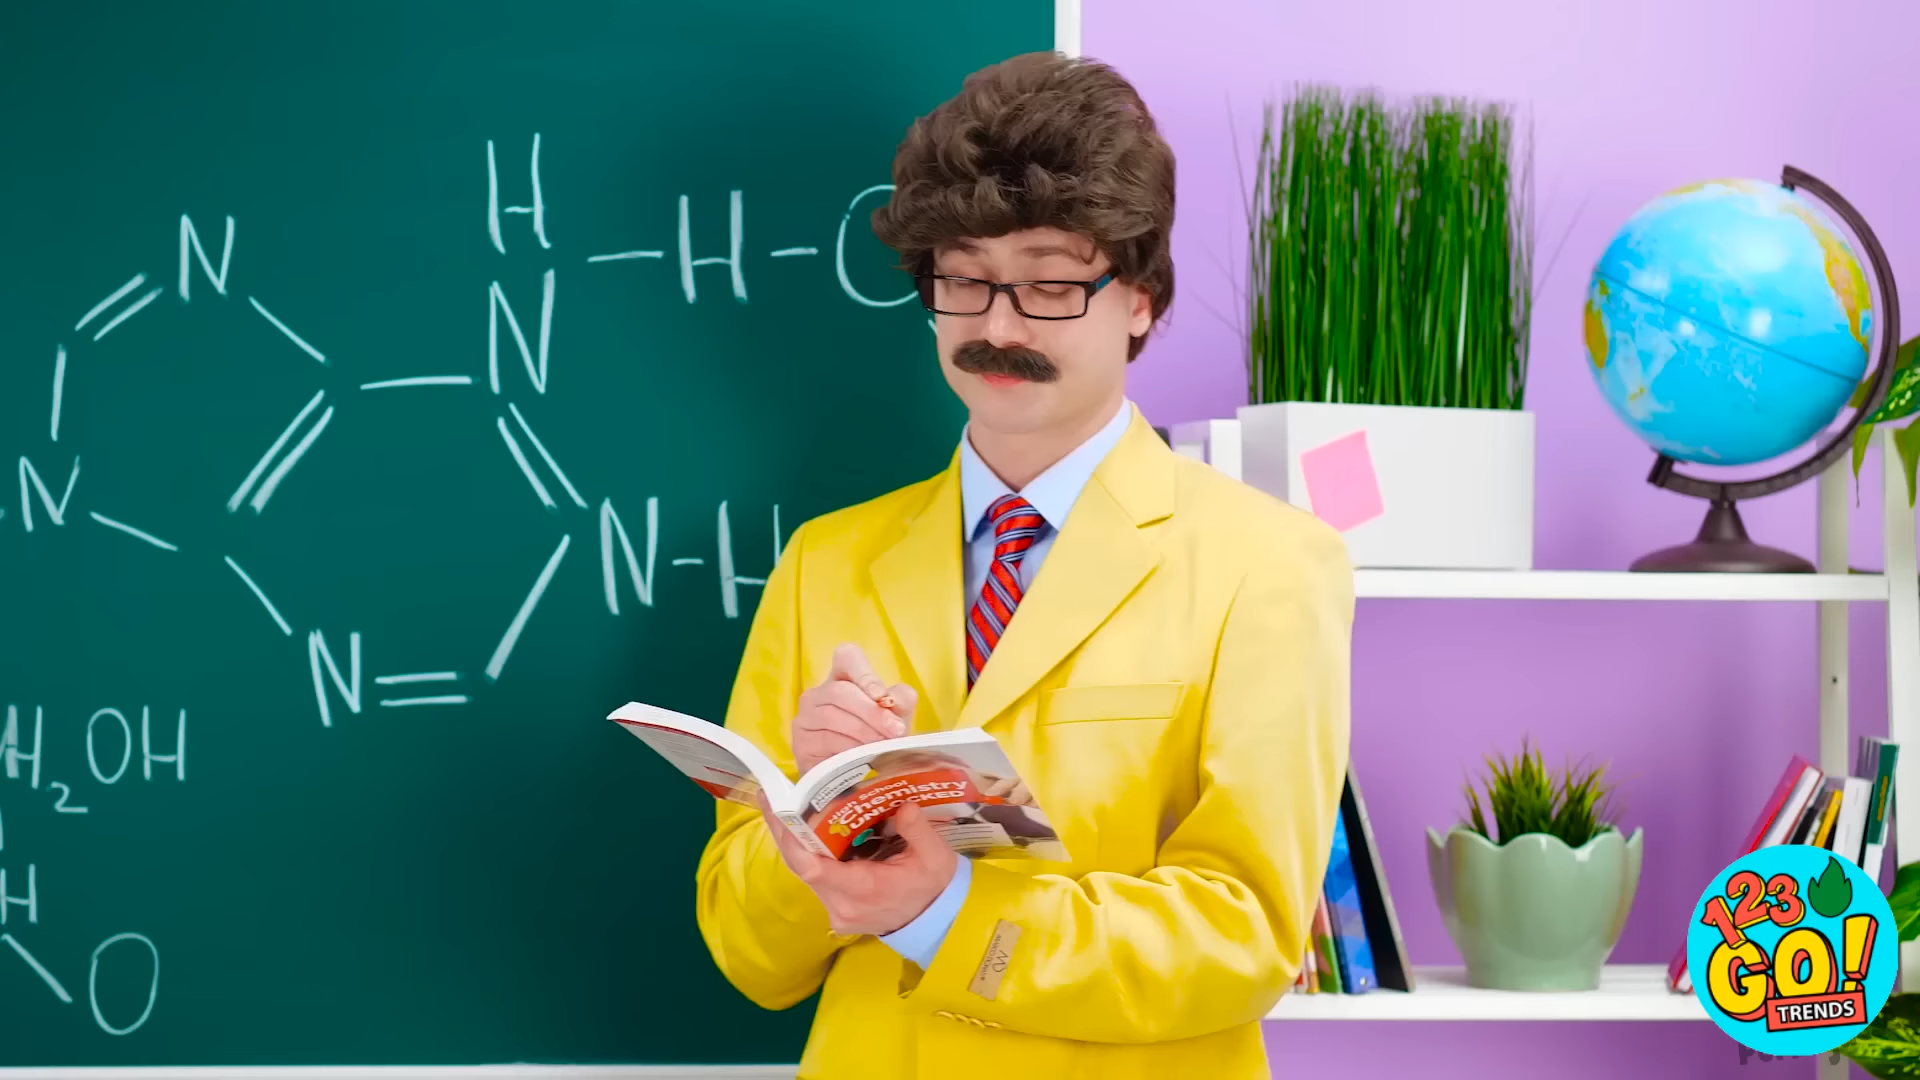 H
N
H
O
N
N
N
N
H
N
H₂OH
H
O
High School
Chemistry
UNLOCKED
123
GO!
TRENDS